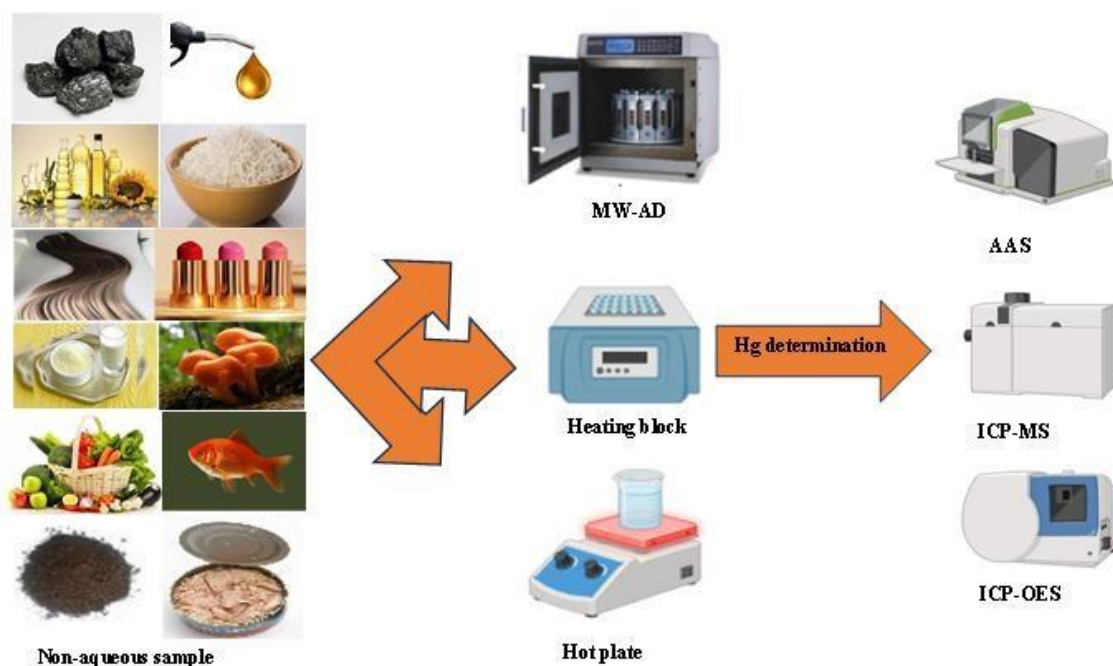 MW-AD
AAS
Hg determination
Heating block
ICP-MS
ICP-OES
Non-aqueous sample
Hot plate